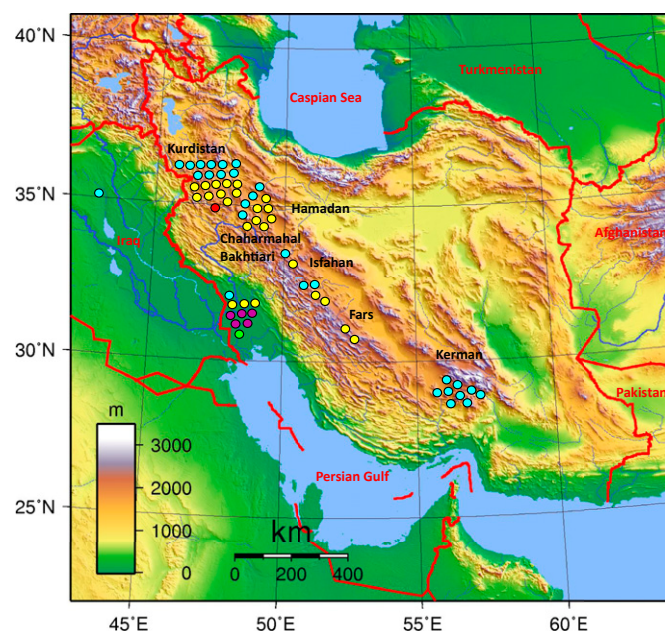 40°N
Caspian Sea
Turkmenistan
Kurdistan
35°N
Hamadan
Iraq
Chaharmahal
Bakhtiari
Isfahan
Afghanistan
Fars
30°N
Kerman
Pakistan
m
3000
2000
1000
0
Persian Gulf
25°N
km
0 200 400
45°E 50°E 55°E 60°E